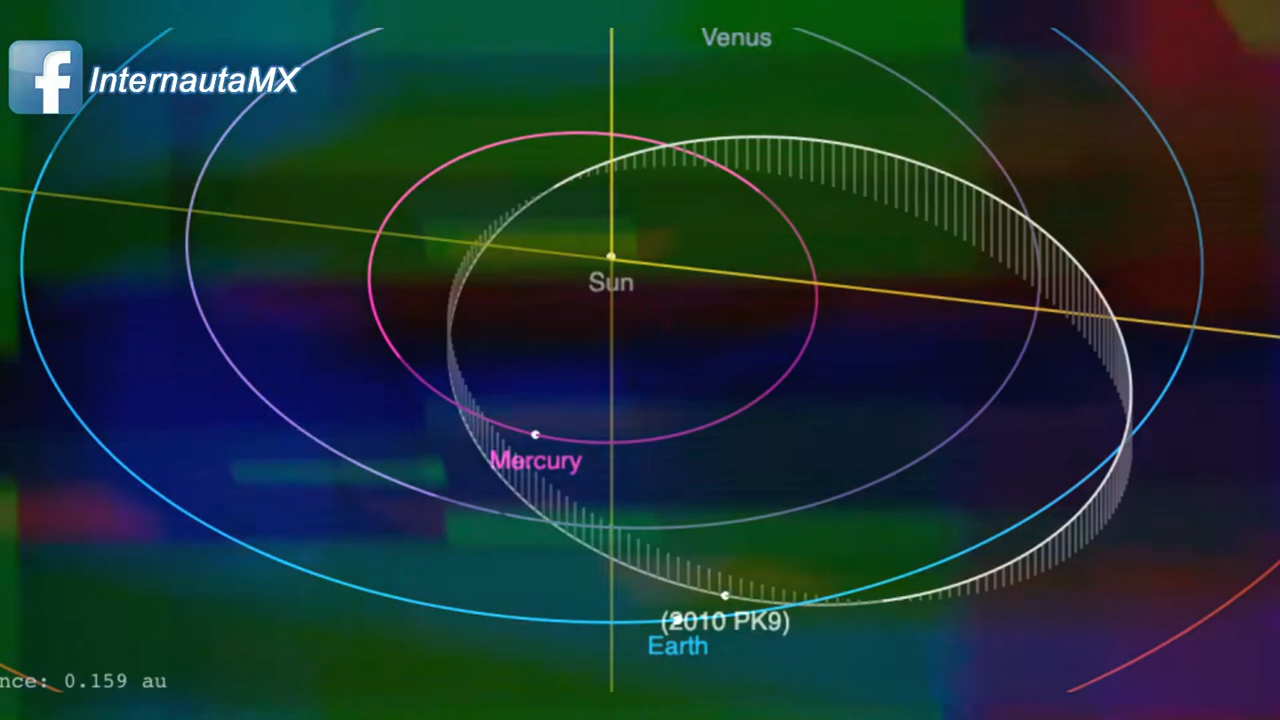 Venus
f InternautaMX
Sun
Mercury
(2010 PK9)
Earth
nce: 0.159 au